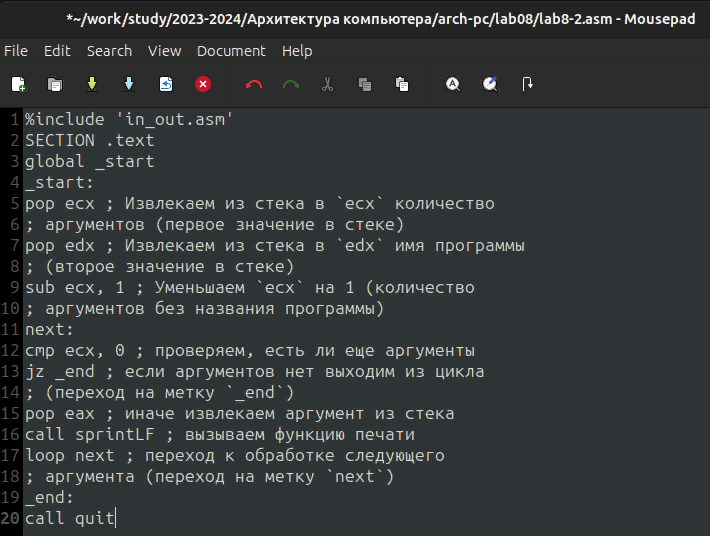 *~/work/study/2023-2024/Архитектура компьютера/arch-pc/lab08/lab8-2.asm - Mousepad
File Edit Search View Document Help
1 %include 'in_out.asm'
2 SECTION .text
3 global _start
4 _start:
5 pop ecx ; Извлекаем из стека в `ecx` количество
6 ; аргументов (первое значение в стеке)
7 pop edx ; Извлекаем из стека в `edx` имя программы
8 ; (второе значение в стеке)
9 sub ecx, 1 ; Уменьшаем `ecx` на 1 (количество
10 ; аргументов без названия программы)
11 next:
12 cmp ecx, 0 ; проверяем, есть ли еще аргументы
13 jz _end ; если аргументов нет выходим из цикла
14 ; (переход на метку `_end`)
15 pop eax ; иначе извлекаем аргумент из стека
16 call sprintLF ; вызываем функцию печати
17 loop next ; переход к обработке следующего
18 ; аргумента (переход на метку `next`)
19 _end:
20 call quit